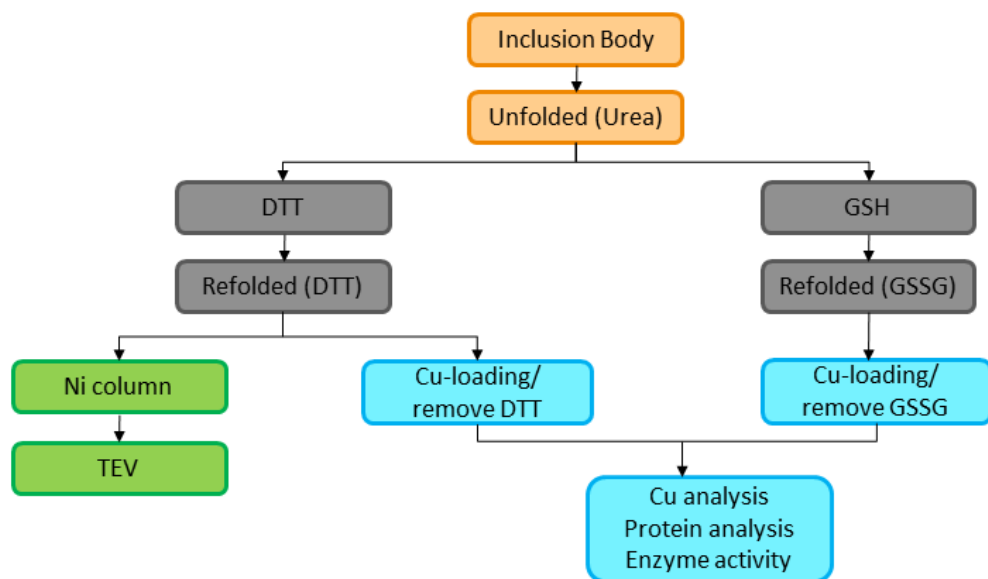 Inclusion Body
Unfolded (Urea)
DTT
GSH
Refolded (DTT)
Refolded (GSSG)
Ni column
Cu-loading/
remove DTT
Cu-loading/
remove GSSG
TEV
Cu analysis
Protein analysis
Enzyme activity